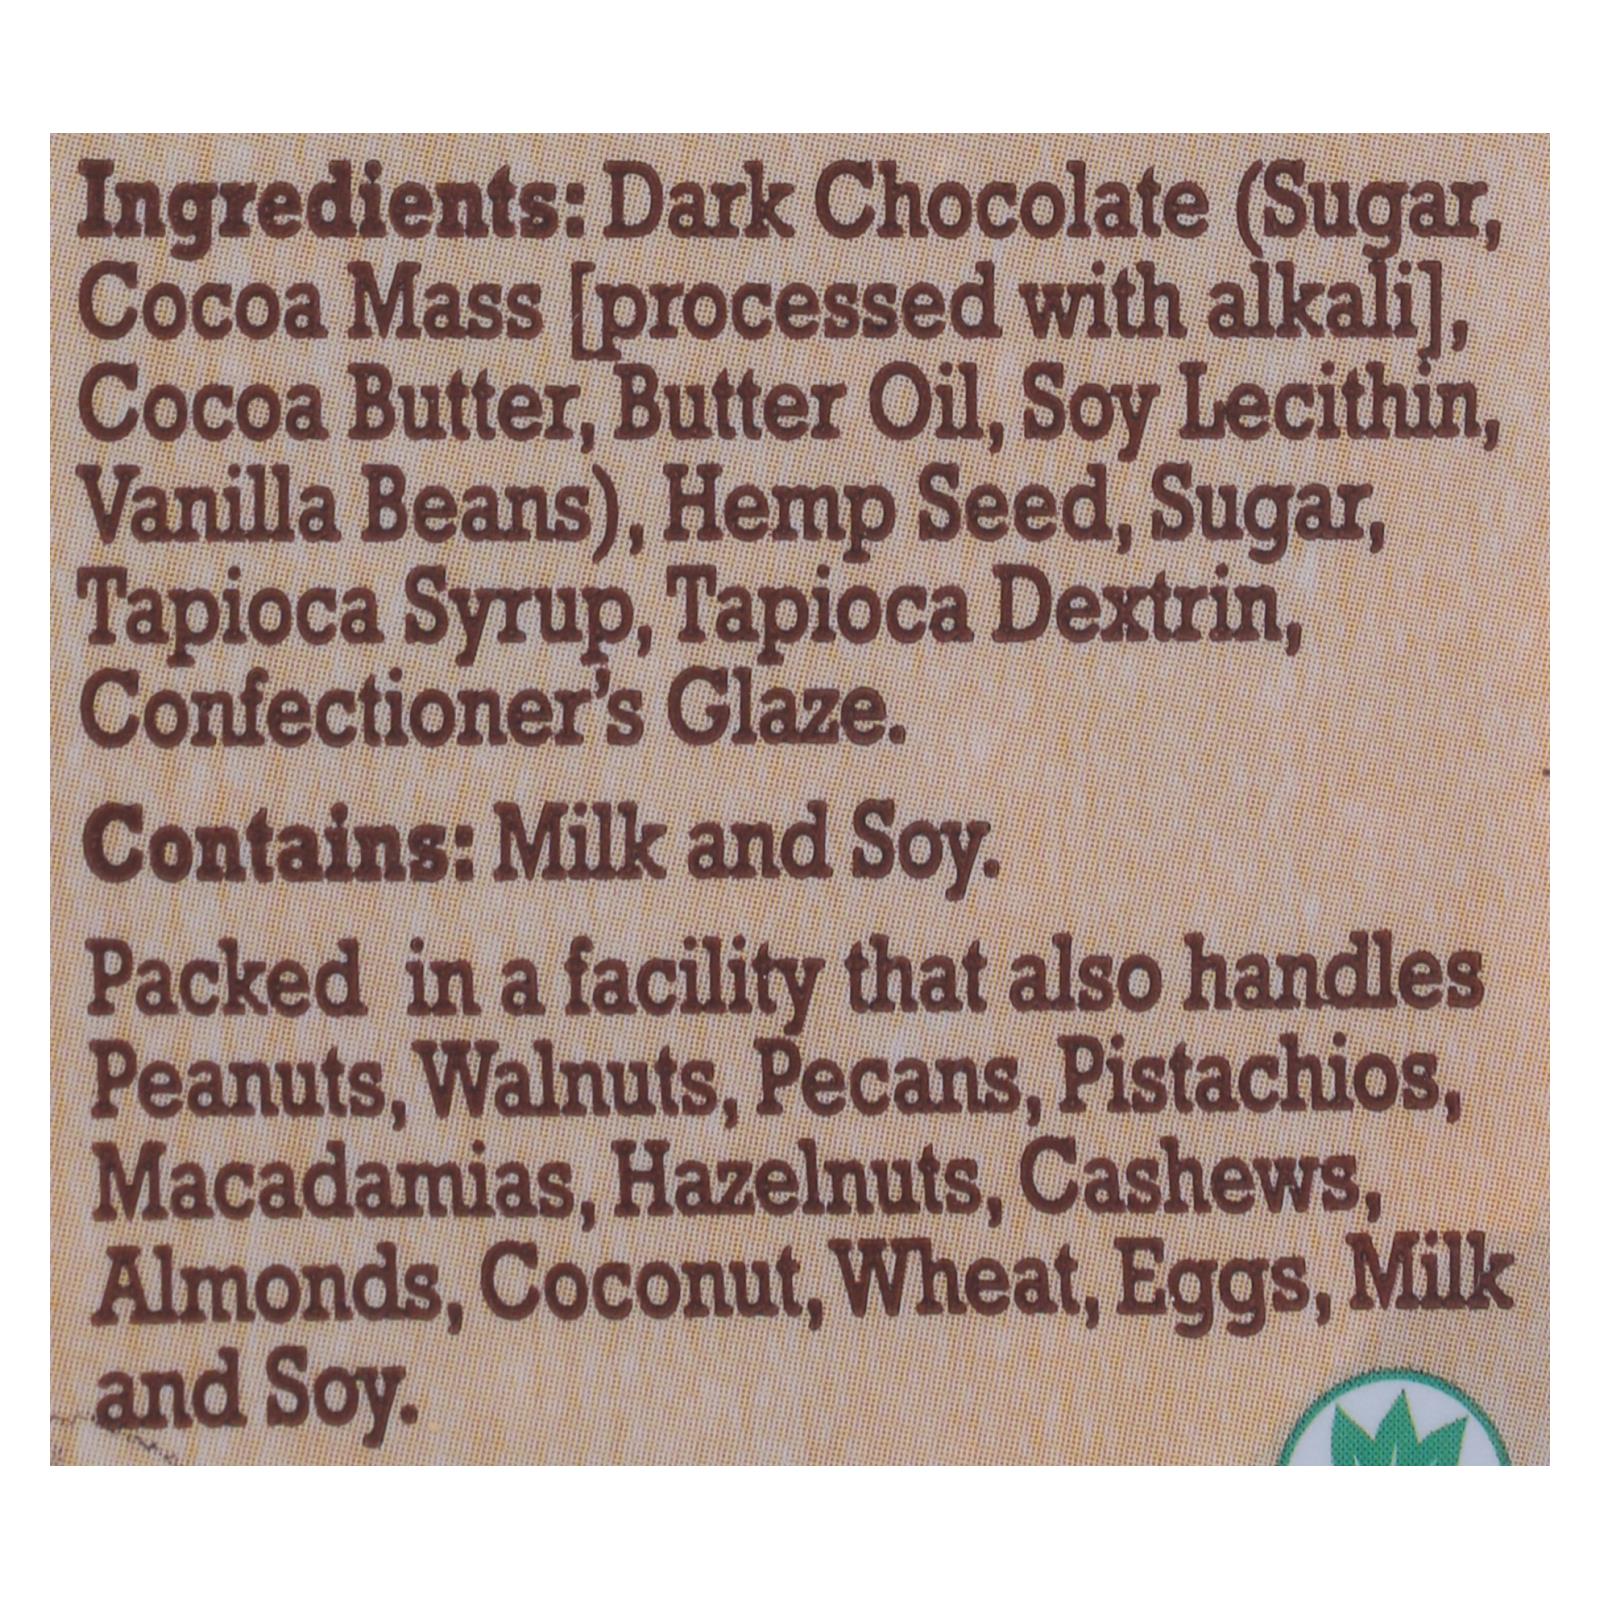 Ingredients: Dark Chocolate (Sugar,
Cocoa Mass [processed with alkali],
Cocoa Butter, Butter Oil, Soy Lecithin,
Vanilla Beans), Hemp Seed, Sugar,
Tapioca Syrup, Tapioca Dextrin,
Confectioner's Glaze.
Contains: Milk and Soy.
Packed in a facility that also handles
Peanuts, Walnuts, Pecans, Pistachios,
Macadamias, Hazelnuts, Cashews,
Almonds, Coconut, Wheat, Eggs, Milk
and Soy.